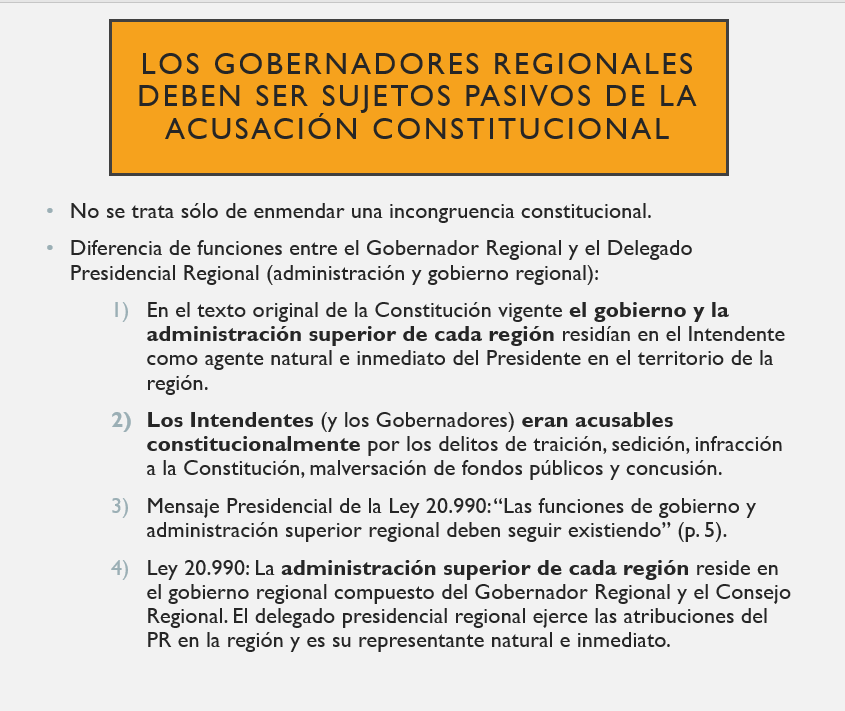 LOS GOBERNADORES REGIONALES
DEBEN SER SUJETOS PASIVOS DE LA
ACUSACIÓN CONSTITUCIONAL
• No se trata sólo de enmendar una incongruencia constitucional.
• Diferencia de funciones entre el Gobernador Regional y el Delegado
Presidencial Regional (administración y gobierno regional):
1) En el texto original de la Constitución vigente el gobierno y la
administración superior de cada región residían en el Intendente
como agente natural e inmediato del Presidente en el territorio de la
región.
2) Los Intendentes (y los Gobernadores) eran acusables
constitucionalmente por los delitos de traición, sedición, infracción
a la Constitución, malversación de fondos públicos y concusión.
3) Mensaje Presidencial de la Ley 20.990: “Las funciones de gobierno y
administración superior regional deben seguir existiendo” (p. 5).
4) Ley 20.990: La administración superior de cada región reside en
el gobierno regional compuesto del Gobernador Regional y el Consejo
Regional. El delegado presidencial regional ejerce las atribuciones del
PR en la región y es su representante natural e inmediato.